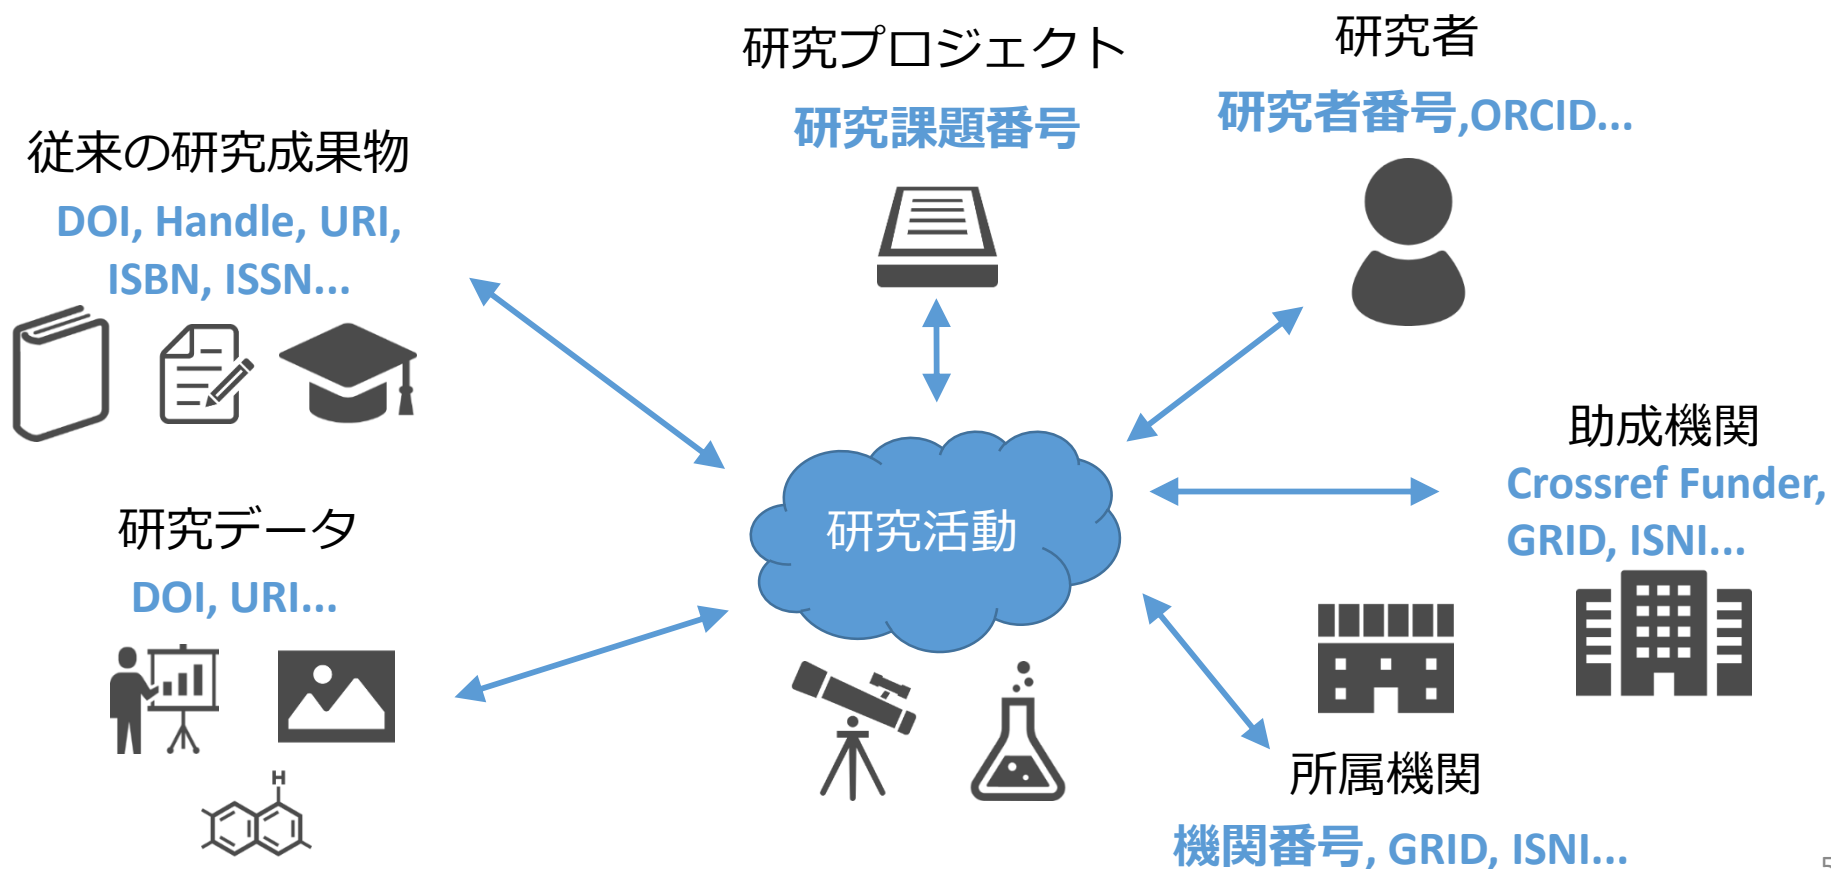 研究プロジェクト
研究課題番号
研究者
研究者番号,ORCID...
従来の研究成果物
DOI, Handle, URI,
ISBN, ISSN...
助成機関
Crossref Funder,
GRID, ISNI...
研究データ
DOI, URI...
研究活動
H
所属機関
機関番号, GRID, ISNI...